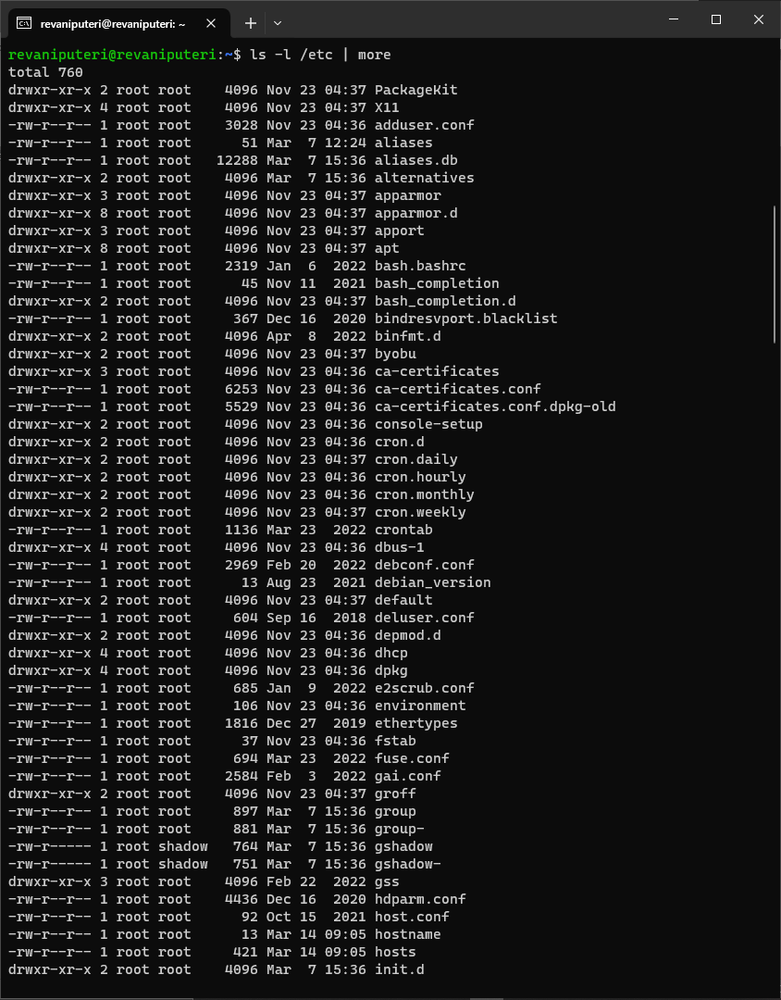 revaniputeri@revaniputeri: ~
revaniputeri@revaniputeri:~$ ls -l /etc | more
total 760
drwxr-xr-x 2 root root    4096 Nov 23 04:37 PackageKit
drwxr-xr-x 4 root root    4096 Nov 23 04:37 X11
-rw-r--r-- 1 root root    3028 Nov 23 04:36 adduser.conf
-rw-r--r-- 1 root root      51 Mar  7 12:24 aliases
-rw-r--r-- 1 root root   12288 Mar  7 15:36 aliases.db
drwxr-xr-x 2 root root    4096 Mar  7 15:36 alternatives
drwxr-xr-x 3 root root    4096 Nov 23 04:37 apparmor
drwxr-xr-x 8 root root    4096 Nov 23 04:37 apparmor.d
drwxr-xr-x 3 root root    4096 Nov 23 04:37 apport
drwxr-xr-x 8 root root    4096 Nov 23 04:37 apt
-rw-r--r-- 1 root root    2319 Jan  6  2022 bash.bashrc
-rw-r--r-- 1 root root      45 Nov 11  2021 bash_completion
drwxr-xr-x 2 root root    4096 Nov 23 04:37 bash_completion.d
-rw-r--r-- 1 root root     367 Dec 16  2020 bindresvport.blacklist
drwxr-xr-x 2 root root    4096 Apr  8  2022 binfmt.d
drwxr-xr-x 2 root root    4096 Nov 23 04:37 byobu
drwxr-xr-x 3 root root    4096 Nov 23 04:36 ca-certificates
-rw-r--r-- 1 root root    6253 Nov 23 04:36 ca-certificates.conf
-rw-r--r-- 1 root root    5529 Nov 23 04:36 ca-certificates.conf.dpkg-old
drwxr-xr-x 2 root root    4096 Nov 23 04:36 console-setup
drwxr-xr-x 2 root root    4096 Nov 23 04:36 cron.d
drwxr-xr-x 2 root root    4096 Nov 23 04:37 cron.daily
drwxr-xr-x 2 root root    4096 Nov 23 04:36 cron.hourly
drwxr-xr-x 2 root root    4096 Nov 23 04:36 cron.monthly
drwxr-xr-x 2 root root    4096 Nov 23 04:37 cron.weekly
-rw-r--r-- 1 root root    1136 Mar 23  2022 crontab
drwxr-xr-x 4 root root    4096 Nov 23 04:36 dbus-1
-rw-r--r-- 1 root root    2969 Feb 20  2022 debconf.conf
-rw-r--r-- 1 root root      13 Aug 23  2021 debian_version
drwxr-xr-x 2 root root    4096 Nov 23 04:37 default
-rw-r--r-- 1 root root     604 Sep 16  2018 deluser.conf
drwxr-xr-x 2 root root    4096 Nov 23 04:36 depmod.d
drwxr-xr-x 4 root root    4096 Nov 23 04:36 dhcp
drwxr-xr-x 4 root root    4096 Nov 23 04:36 dpkg
-rw-r--r-- 1 root root     685 Jan  9  2022 e2scrub.conf
-rw-r--r-- 1 root root     106 Nov 23 04:36 environment
-rw-r--r-- 1 root root    1816 Dec 27  2019 ethertypes
-rw-r--r-- 1 root root      37 Nov 23 04:36 fstab
-rw-r--r-- 1 root root     694 Mar 23  2022 fuse.conf
-rw-r--r-- 1 root root    2584 Feb  3  2022 gai.conf
drwxr-xr-x 2 root root    4096 Nov 23 04:37 groff
-rw-r--r-- 1 root root     897 Mar  7 15:36 group
-rw-r--r-- 1 root root     881 Mar  7 15:36 group-
-rw-r----- 1 root shadow   764 Mar  7 15:36 gshadow
-rw-r----- 1 root shadow   751 Mar  7 15:36 gshadow-
drwxr-xr-x 3 root root    4096 Feb 22  2022 gss
-rw-r--r-- 1 root root    4436 Dec 16  2020 hdparm.conf
-rw-r--r-- 1 root root      92 Oct 15  2021 host.conf
-rw-r--r-- 1 root root      13 Mar 14 09:05 hostname
-rw-r--r-- 1 root root     421 Mar 14 09:05 hosts
drwxr-xr-x 2 root root    4096 Mar  7 15:36 init.d